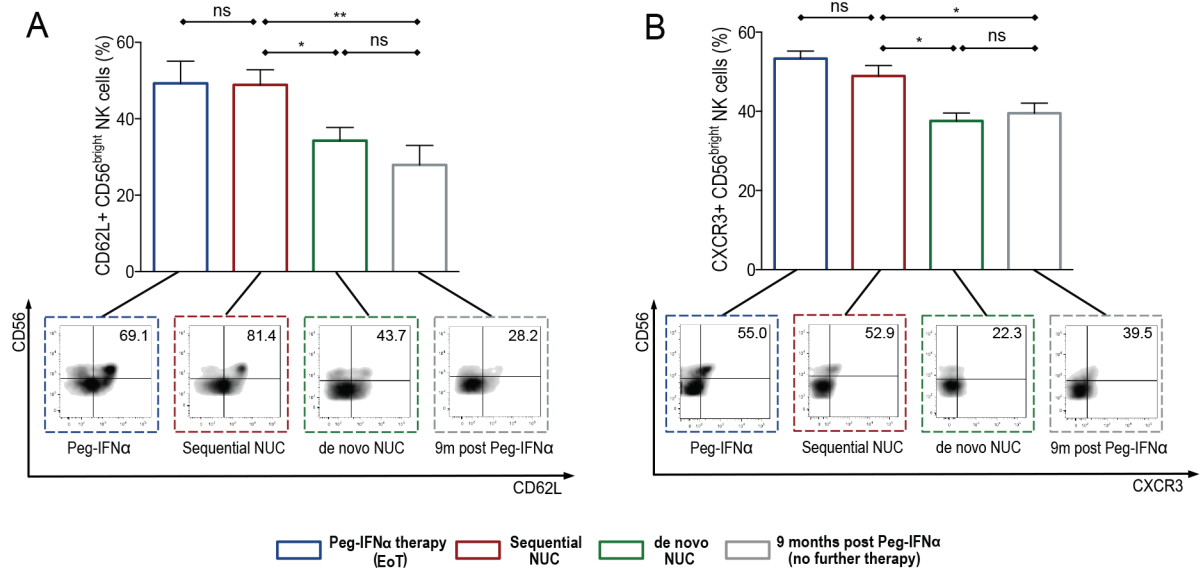 A
ns
**
*
ns
60
40
20
0
CD62L+ CD56bright NK cells (%)
CD56
69.1
81.4
43.7
28.2
Peg-IFNα
Sequential NUC
de novo NUC
9m post Peg-IFNα
CD62L
B
ns
*
*
ns
60
40
20
0
CXCR3+ CD56bright NK cells (%)
CD56
55.0
52.9
22.3
39.5
Peg-IFNα
Sequential NUC
de novo NUC
9m post Peg-IFNα
CXCR3
Peg-IFNα therapy
(EoT)
Sequential
NUC
de novo
NUC
9 months post Peg-IFNα
(no further therapy)